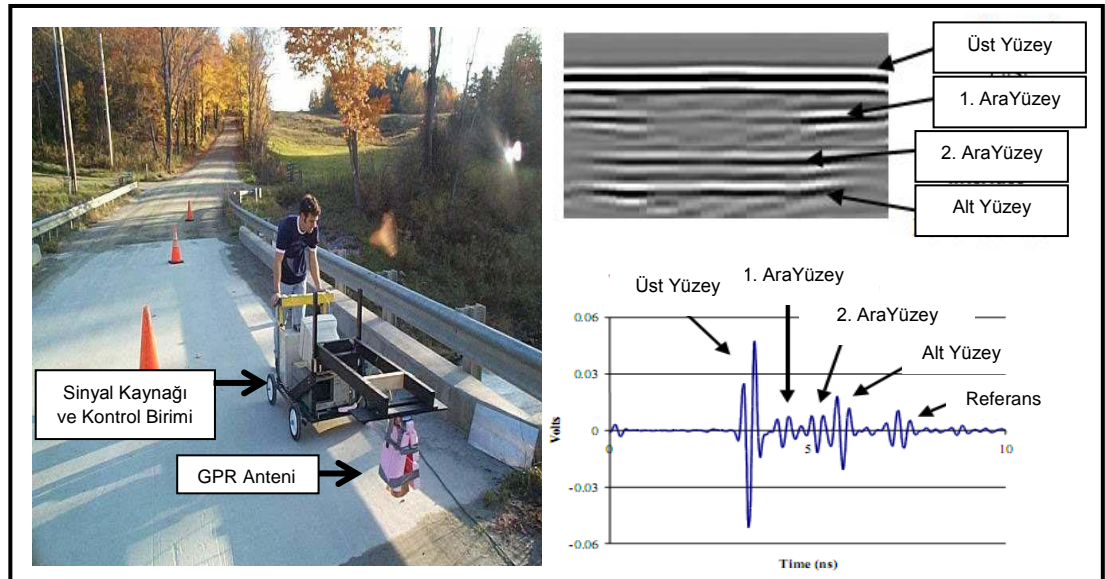 Sinyal Kaynağı
ve Kontrol Birimi
GPR Anteni
Üst Yüzey
1. AraYüzey
2. AraYüzey
Alt Yüzey
Üst Yüzey
1. AraYüzey
2. AraYüzey
Alt Yüzey
Referans
0.06
0.03
0
-0.03
-0.06
Volts
0
5
10
Time (ns)